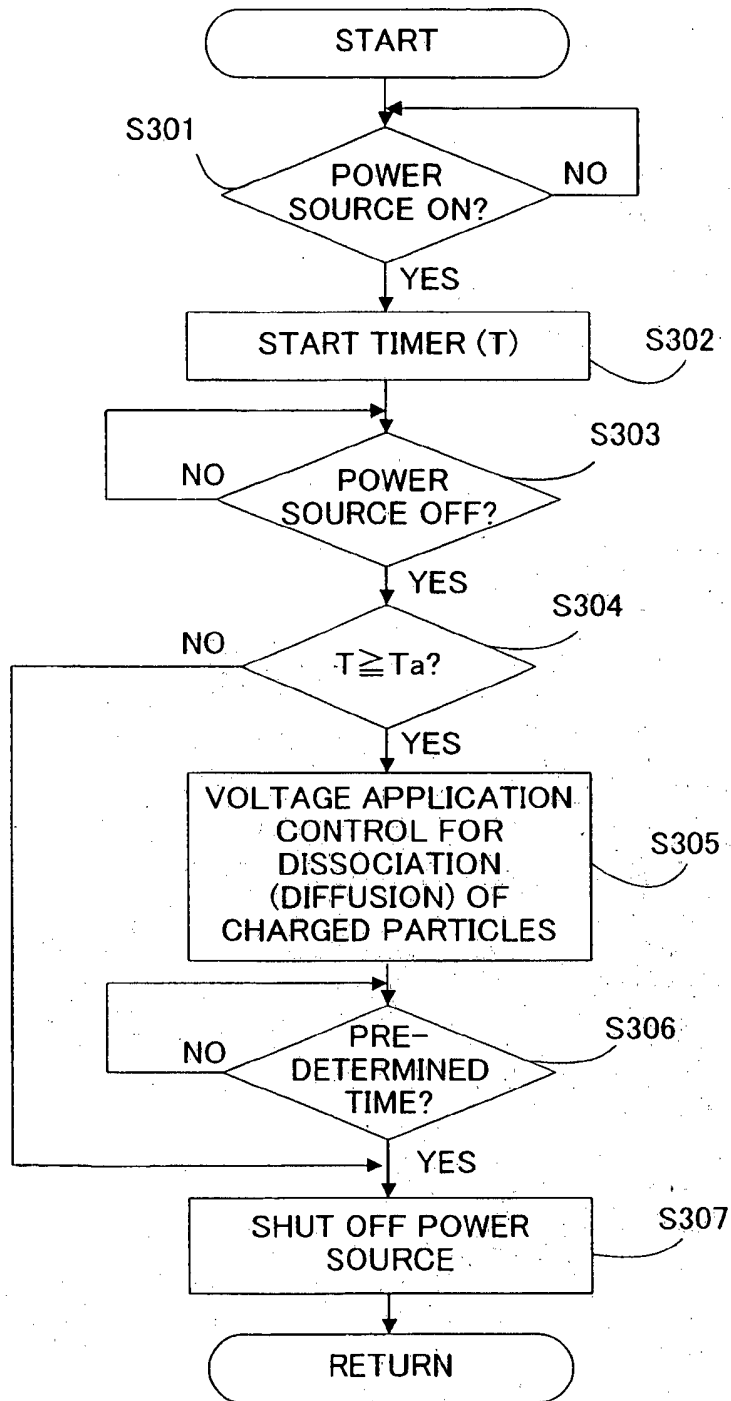 START
S301
POWER
SOURCE ON?
NO
YES
START TIMER (T)
S302
S303
NO
POWER
SOURCE OFF?
YES
S304
NO
T≧Ta?
YES
VOLTAGE APPLICATION
CONTROL FOR
DISSOCIATION
(DIFFUSION) OF
CHARGED PARTICLES
S305
S306
NO
PRE-
DETERMINED
TIME?
YES
S307
SHUT OFF POWER
SOURCE
RETURN